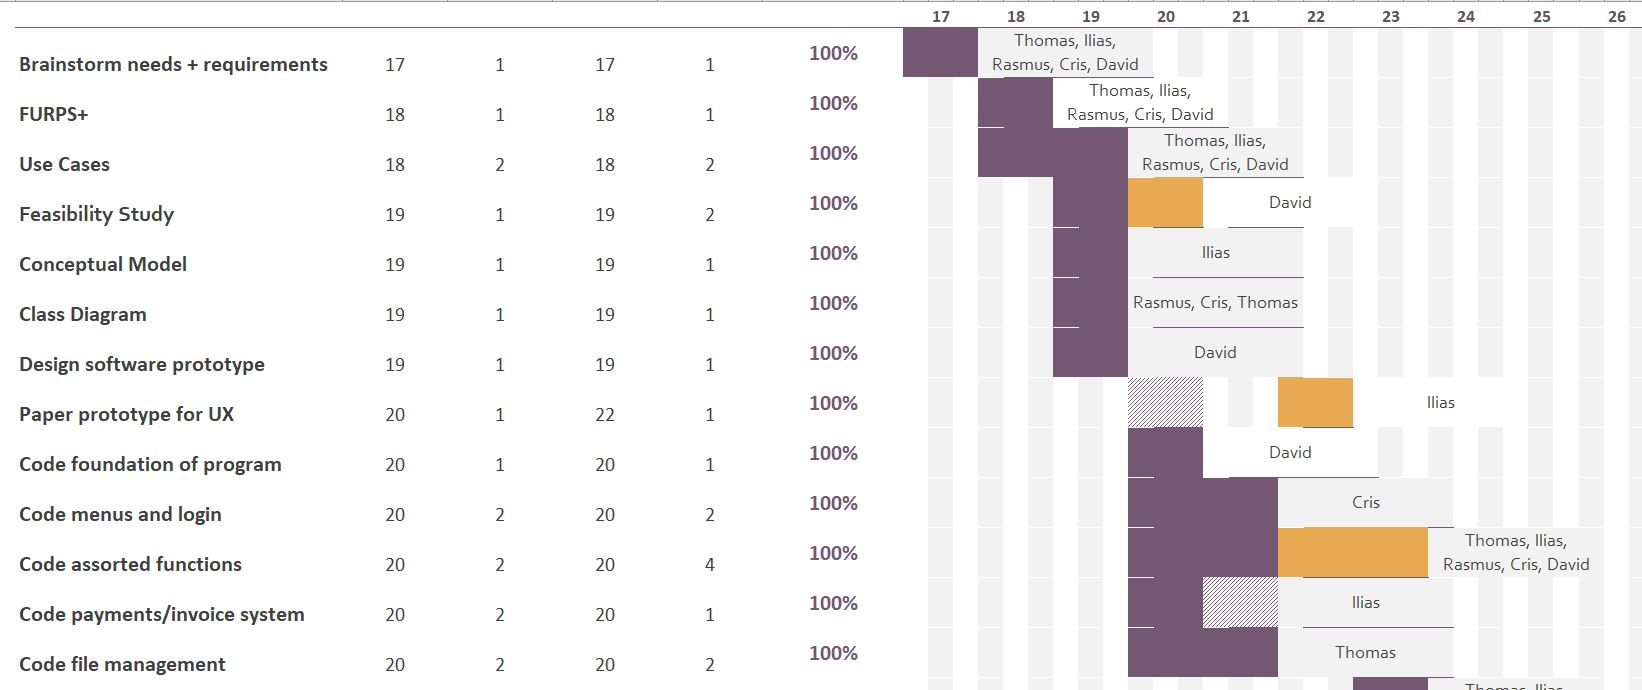 17 18 19 20 21 22 23 24 25 26
Thomas, Ilias,
Brainstorm needs + requirements 17 1 17 1 100% Rasmus, Cris, David
Thomas, Ilias,
FURPS+ 18 1 18 1 100% Rasmus, Cris, David
Thomas, Ilias,
Use Cases 18 2 18 2 100% Rasmus, Cris, David
Feasibility Study 19 1 19 2 100% David
Conceptual Model 19 1 19 1 100% Ilias
Class Diagram 19 1 19 1 100% Rasmus, Cris, Thomas
Design software prototype 19 1 19 1 100% David
Paper prototype for UX 20 1 22 1 100% Ilias
Code foundation of program 20 1 20 1 100% David
Code menus and login 20 2 20 2 100% Cris
Thomas, Ilias,
Code assorted functions 20 2 20 4 100% Rasmus, Cris, David
Code payments/invoice system 20 2 20 1 100% Ilias
Code file management 20 2 20 2 100% Thomas
Thomas, Ilias,